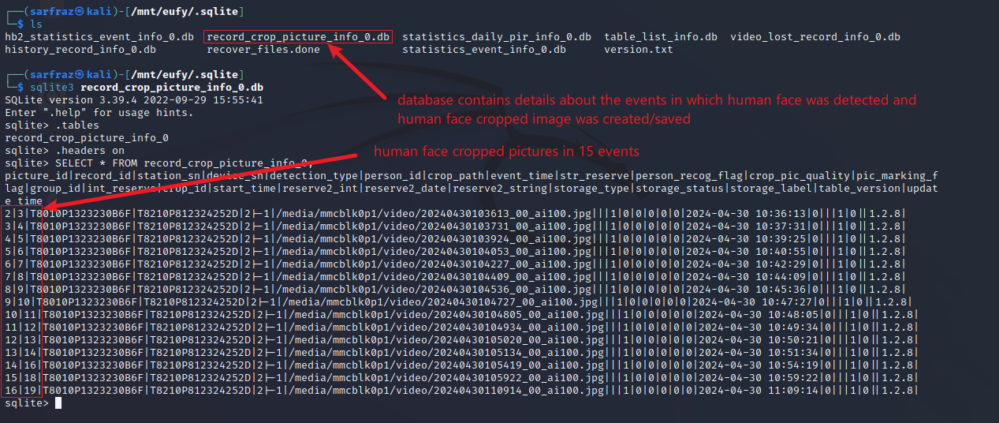 ┌──(sarfraz㉿kali)-[/mnt/eufy/.sqlite]
└─$ ls
hb2_statistics_event_info_0.db record_crop_picture_info_0.db statistics_daily_pir_info_0.db table_list_info.db video_lost_record_info_0.db
history_record_info_0.db recover_files.done statistics_event_info_0.db version.txt
┌──(sarfraz㉿kali)-[/mnt/eufy/.sqlite]
└─$ sqlite3 record_crop_picture_info_0.db
SQLite version 3.39.4 2022-09-29 15:55:41
Enter ".help" for usage hints.
sqlite> .tables
record_crop_picture_info_0
sqlite> .headers on
sqlite> SELECT * FROM record_crop_picture_info_0;
database contains details about the events in which human face was detected and
human face cropped image was created/saved
human face cropped pictures in 15 events
picture_id|record_id|station_sn|device_sn|detection_type|person_id|crop_path|event_time|str_reserve|person_recog_flag|crop_pic_quality|pic_marking_f
lag|group_id|int_reserve|crop_id|start_time|reserve2_int|reserve2_date|reserve2_string|storage_type|storage_status|storage_label|table_version|updat
e_time
2|3|T8010P1323230B6F|T8210P812324252D|2|-1|/media/mmcblk0p1/video/20240430103613_00_ai100.jpg|||1|0|0|0|0|0|2024-04-30 10:36:13|0|||1|0||1.2.8|
3|4|T8010P1323230B6F|T8210P812324252D|2|-1|/media/mmcblk0p1/video/20240430103731_00_ai100.jpg|||1|0|0|0|0|0|2024-04-30 10:37:31|0|||1|0||1.2.8|
4|5|T8010P1323230B6F|T8210P812324252D|2|-1|/media/mmcblk0p1/video/20240430103924_00_ai100.jpg|||1|0|0|0|0|0|2024-04-30 10:39:25|0|||1|0||1.2.8|
5|6|T8010P1323230B6F|T8210P812324252D|2|-1|/media/mmcblk0p1/video/20240430104053_00_ai100.jpg|||1|0|0|0|0|0|2024-04-30 10:40:55|0|||1|0||1.2.8|
6|7|T8010P1323230B6F|T8210P812324252D|2|-1|/media/mmcblk0p1/video/20240430104227_00_ai100.jpg|||1|0|0|0|0|0|2024-04-30 10:42:29|0|||1|0||1.2.8|
7|8|T8010P1323230B6F|T8210P812324252D|2|-1|/media/mmcblk0p1/video/20240430104409_00_ai100.jpg|||1|0|0|0|0|0|2024-04-30 10:44:09|0|||1|0||1.2.8|
8|9|T8010P1323230B6F|T8210P812324252D|2|-1|/media/mmcblk0p1/video/20240430104536_00_ai100.jpg|||1|0|0|0|0|0|2024-04-30 10:45:36|0|||1|0||1.2.8|
9|10|T8010P1323230B6F|T8210P812324252D|2|-1|/media/mmcblk0p1/video/20240430104727_00_ai100.jpg|||1|0|0|0|0|0|2024-04-30 10:47:27|0|||1|0||1.2.8|
10|11|T8010P1323230B6F|T8210P812324252D|2|-1|/media/mmcblk0p1/video/20240430104805_00_ai100.jpg|||1|0|0|0|0|0|2024-04-30 10:48:05|0|||1|0||1.2.8|
11|12|T8010P1323230B6F|T8210P812324252D|2|-1|/media/mmcblk0p1/video/20240430104934_00_ai100.jpg|||1|0|0|0|0|0|2024-04-30 10:49:34|0|||1|0||1.2.8|
12|13|T8010P1323230B6F|T8210P812324252D|2|-1|/media/mmcblk0p1/video/20240430105020_00_ai100.jpg|||1|0|0|0|0|0|2024-04-30 10:50:21|0|||1|0||1.2.8|
13|14|T8010P1323230B6F|T8210P812324252D|2|-1|/media/mmcblk0p1/video/20240430105134_00_ai100.jpg|||1|0|0|0|0|0|2024-04-30 10:51:34|0|||1|0||1.2.8|
14|16|T8010P1323230B6F|T8210P812324252D|2|-1|/media/mmcblk0p1/video/20240430105419_00_ai100.jpg|||1|0|0|0|0|0|2024-04-30 10:54:19|0|||1|0||1.2.8|
15|18|T8010P1323230B6F|T8210P812324252D|2|-1|/media/mmcblk0p1/video/20240430105922_00_ai100.jpg|||1|0|0|0|0|0|2024-04-30 10:59:22|0|||1|0||1.2.8|
16|19|T8010P1323230B6F|T8210P812324252D|2|-1|/media/mmcblk0p1/video/20240430110914_00_ai100.jpg|||1|0|0|0|0|0|2024-04-30 11:09:14|0|||1|0||1.2.8|
sqlite>